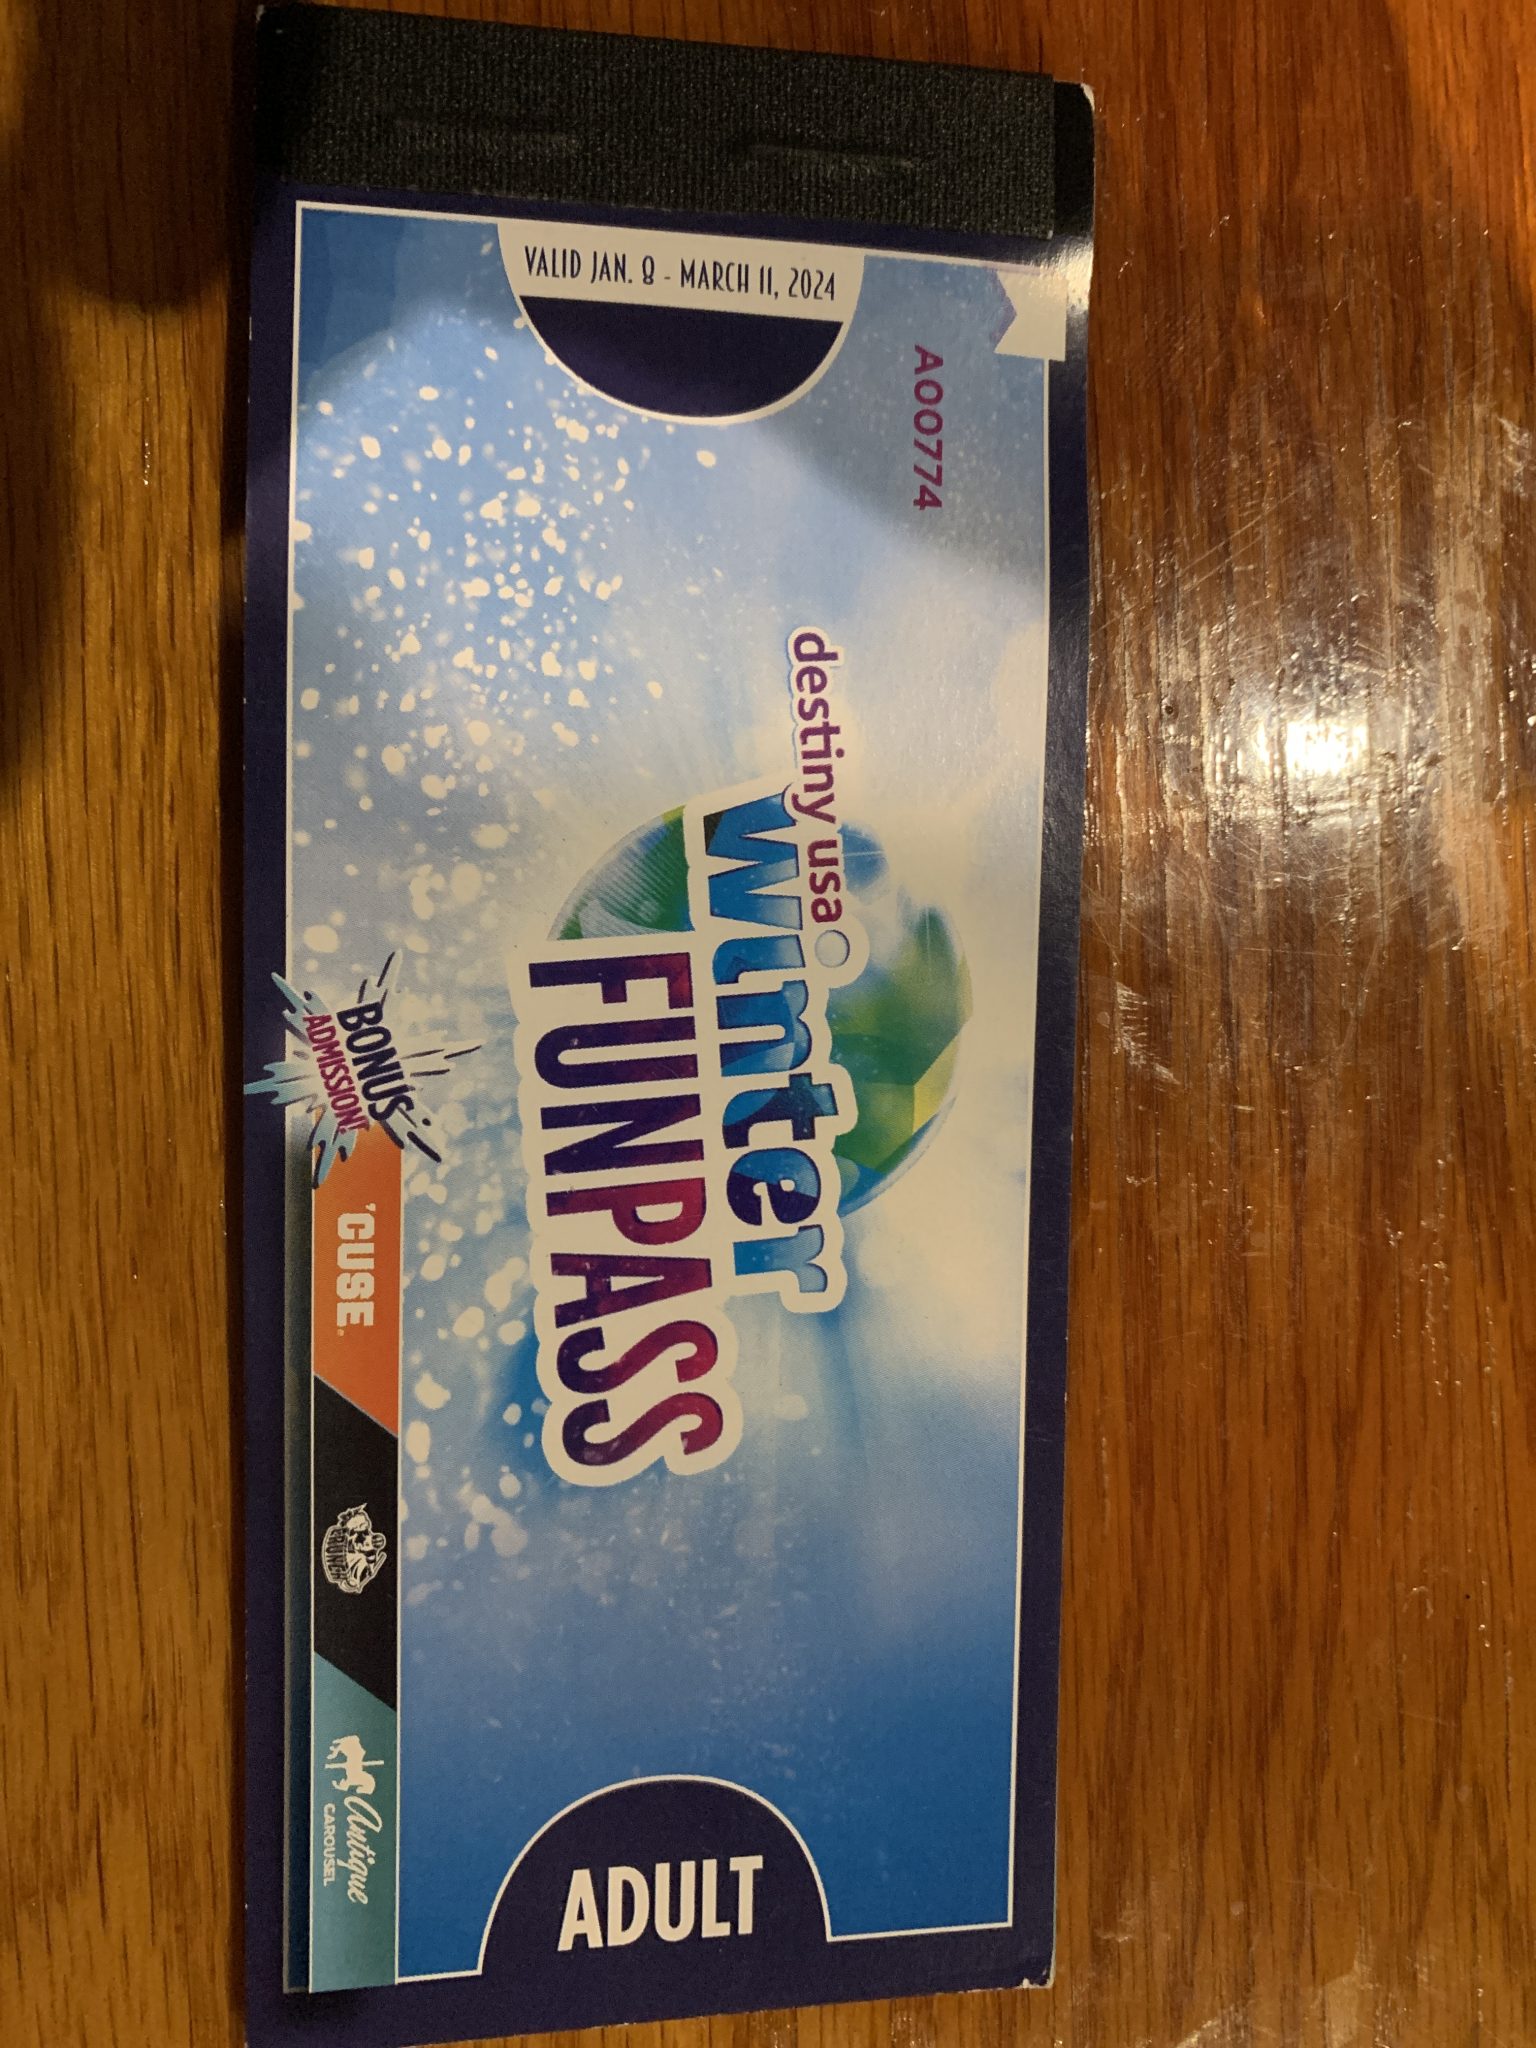 VALID JAN. 8 - MARCH 11, 2024
A00774
destiny usa
Winter
FUNPASS
BONUS
ADMISSION!
'CUSE.
CRUNCH
Antique
CAROUSEL
ADULT